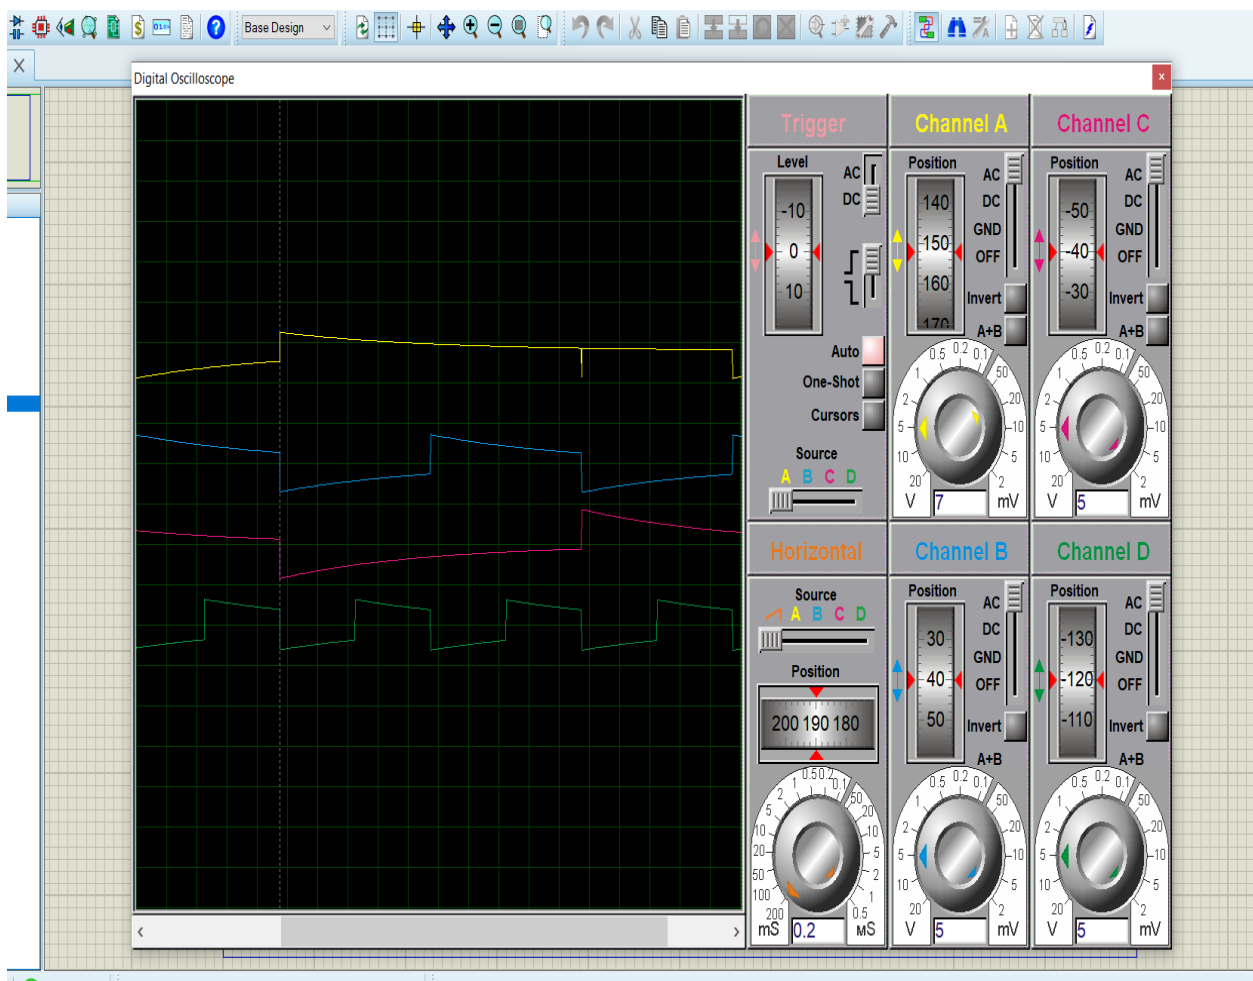 Base Design
Digital Oscilloscope
Trigger
Level
AC
DC
-10
0
10
Auto
One-Shot
Cursors
Source
A B C D
Channel A
Position
AC
DC
GND
OFF
140
150
160
170
Invert
A+B
20 10 5 2 1 0.5 0.2 0.1 50 20 10 5 2
V 7 mV
Channel C
Position
AC
DC
GND
OFF
-50
-40
-30
Invert
A+B
20 10 5 2 1 0.5 0.2 0.1 50 20 10 5 2
V 5 mV
Horizontal
Source
A B C D
Position
200 190 180
200 100 50 20 10 5 2 1 0.5 0.2 0.1 50 20 10 5 2 1 0.5
mS 0.2 µS
Channel B
Position
AC
DC
GND
OFF
30
40
50
Invert
A+B
20 10 5 2 1 0.5 0.2 0.1 50 20 10 5 2
V 5 mV
Channel D
Position
AC
DC
GND
OFF
-130
-120
-110
Invert
A+B
20 10 5 2 1 0.5 0.2 0.1 50 20 10 5 2
V 5 mV